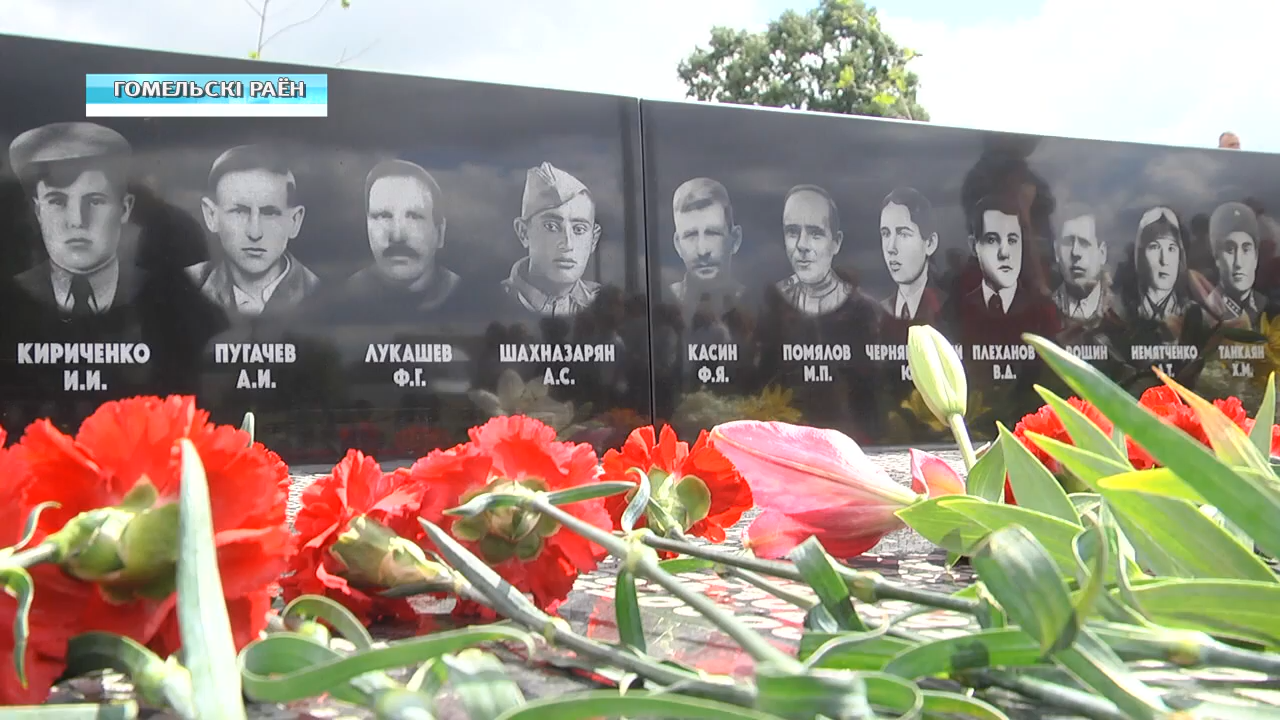 ГОМЕЛЬСКІ РАЁН
КИРИЧЕНКО
И.И.
ПУГАЧЕВ
А.И.
ЛУКАШЕВ
Ф.Г.
ШАХНАЗАРЯН
А.С.
КАСИН
Ф.Я.
ПОМЯЛОВ
М.П.
ПЛЕХАНОВ
В.Д.
НЕМЯТЧЕНКО
ТАНКАЯН
Х.М.